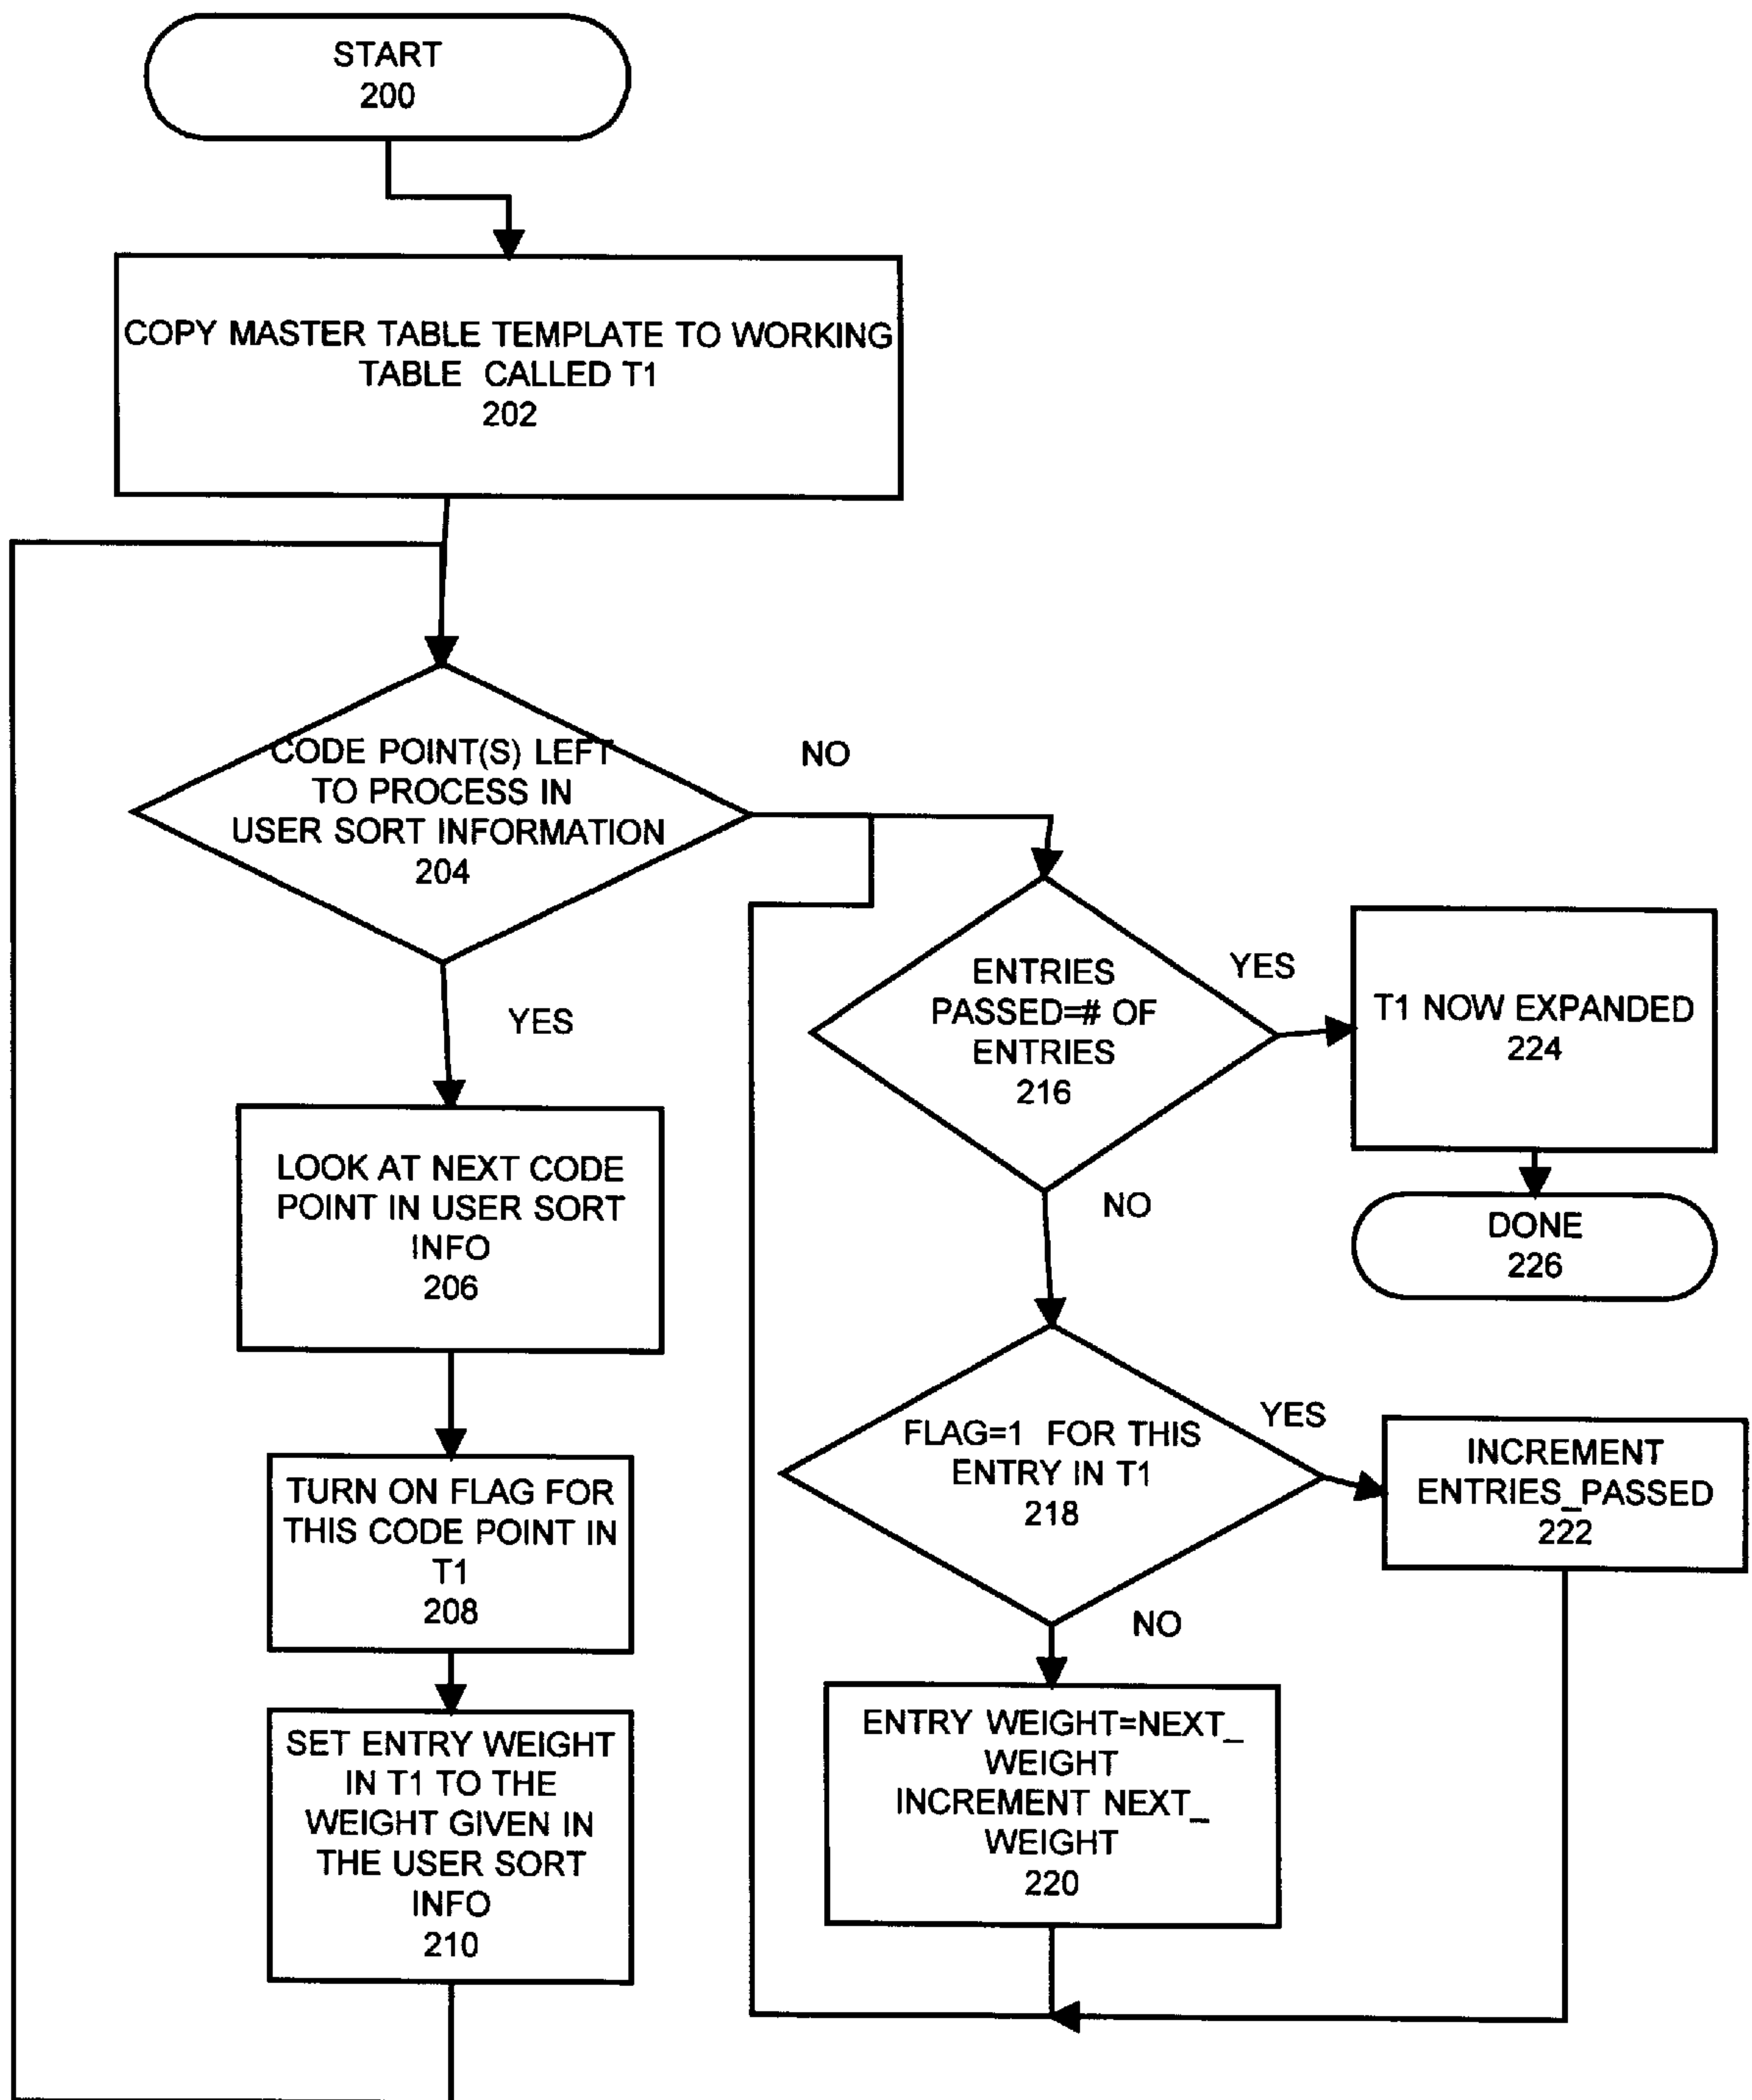 START
200
COPY MASTER TABLE TEMPLATE TO WORKING
TABLE CALLED T1
202
CODE POINT(S) LEFT
TO PROCESS IN
USER SORT INFORMATION
204
NO
YES
LOOK AT NEXT CODE
POINT IN USER SORT
INFO
206
TURN ON FLAG FOR
THIS CODE POINT IN
T1
208
SET ENTRY WEIGHT
IN T1 TO THE
WEIGHT GIVEN IN
THE USER SORT
INFO
210
ENTRIES
PASSED=# OF
ENTRIES
216
YES
T1 NOW EXPANDED
224
DONE
226
NO
FLAG=1 FOR THIS
ENTRY IN T1
218
YES
INCREMENT
ENTRIES_PASSED
222
NO
ENTRY WEIGHT=NEXT_
WEIGHT
INCREMENT NEXT_
WEIGHT
220